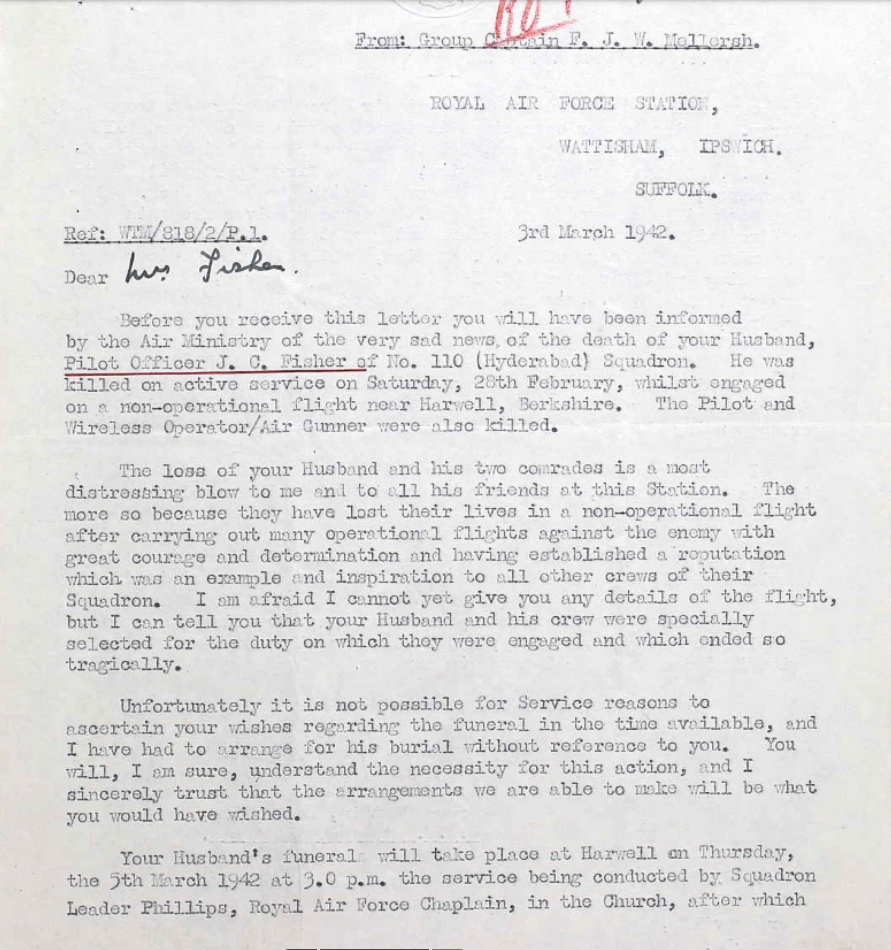 From: Group Captain F. J. W. Mellersh.
ROYAL AIR FORCE STATION,
WATTISHAM, IPSWICH.
SUFFOLK.
Ref: WTM/818/2/P.1.
3rd March 1942.
Dear Mrs Fisher.
Before you receive this letter you will have been informed
by the Air Ministry of the very sad news, of the death of your Husband,
Pilot Officer J. C. Fisher of No. 110 (Hyderabad) Squadron. He was
killed on active service on Saturday, 28th February, whilst engaged
on a non-operational flight near Harwell, Berkshire. The Pilot and
Wireless Operator/Air Gunner were also killed.
The loss of your Husband and his two comrades is a most
distressing blow to me and to all his friends at this Station. The
more so because they have lost their lives in a non-operational flight
after carrying out many operational flights against the enemy with
great courage and determination and having established a reputation
which was an example and inspiration to all other crews of their
Squadron. I am afraid I cannot yet give you any details of the flight,
but I can tell you that your Husband and his crew were specially
selected for the duty on which they were engaged and which ended so
tragically.
Unfortunately it is not possible for Service reasons to
ascertain your wishes regarding the funeral in the time available, and
I have had to arrange for his burial without reference to you. You
will, I am sure, understand the necessity for this action, and I
sincerely trust that the arrangements we are able to make will be what
you would have wished.
Your Husband's funeral will take place at Harwell on Thursday,
the 5th March 1942 at 3.0 p.m. the service being conducted by Squadron
Leader Phillips, Royal Air Force Chaplain, in the Church, after which